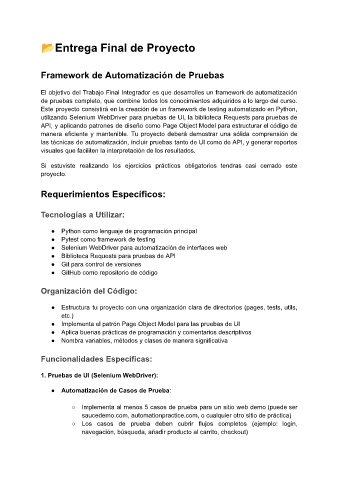 📂Entrega Final de Proyecto
Framework de Automatización de Pruebas
El objetivo del Trabajo Final Integrador es que desarrolles un framework de automatización
de pruebas completo, que combine todos los conocimientos adquiridos a lo largo del curso.
Este proyecto consistirá en la creación de un framework de testing automatizado en Python,
utilizando Selenium WebDriver para pruebas de UI, la biblioteca Requests para pruebas de
API, y aplicando patrones de diseño como Page Object Model para estructurar el código de
manera eficiente y mantenible. Tu proyecto deberá demostrar una sólida comprensión de
las técnicas de automatización, incluir pruebas tanto de UI como de API, y generar reportes
visuales que faciliten la interpretación de los resultados.
Si estuviste realizando los ejercicios prácticos obligatorios tendras casi cerrado este
proyecto.
Requerimientos Específicos:
Tecnologías a Utilizar:
● Python como lenguaje de programación principal
● Pytest como framework de testing
● Selenium WebDriver para automatización de interfaces web
● Biblioteca Requests para pruebas de API
● Git para control de versiones
● GitHub como repositorio de código
Organización del Código:
● Estructura tu proyecto con una organización clara de directorios (pages, tests, utils,
etc.)
● Implementa el patrón Page Object Model para las pruebas de UI
● Aplica buenas prácticas de programación y comentarios descriptivos
● Nombra variables, métodos y clases de manera significativa
Funcionalidades Específicas:
1. Pruebas de UI (Selenium WebDriver):
● Automatización de Casos de Prueba:
○ Implementa al menos 5 casos de prueba para un sitio web demo (puede ser
saucedemo.com, automationpractice.com, o cualquier otro sitio de práctica)
○ Los casos de prueba deben cubrir flujos completos (ejemplo: login,
navegación, búsqueda, añadir producto al carrito, checkout)